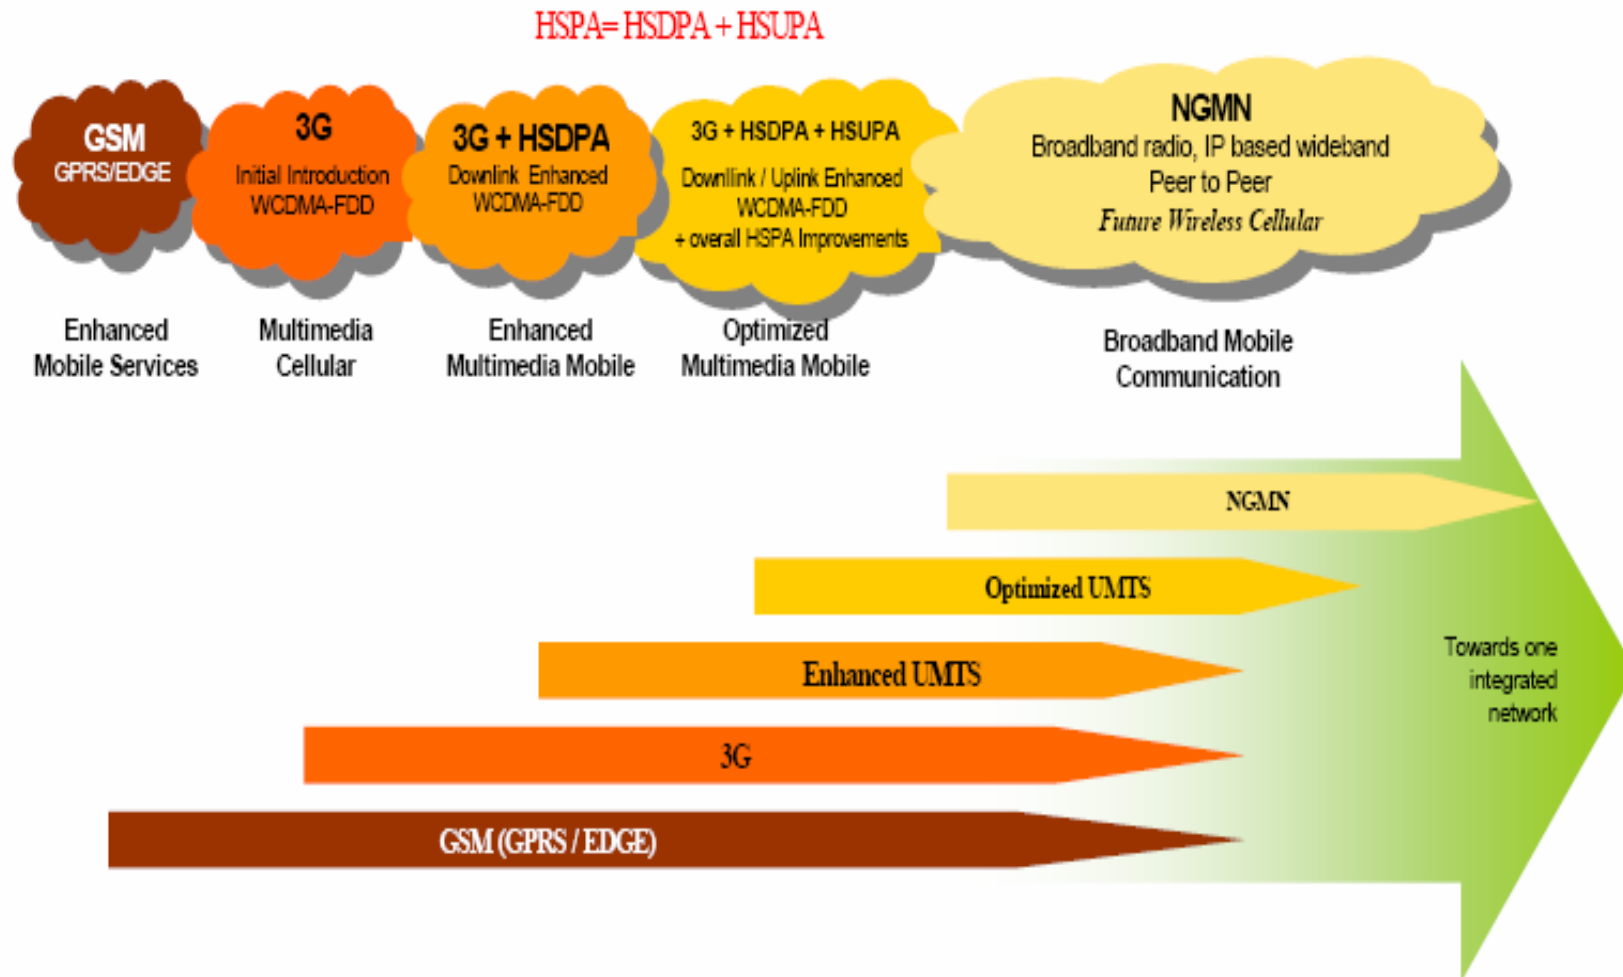 HSPA= HSDPA + HSUPA
GSM
GPRS/EDGE
3G
Initial Introduction
WCDMA-FDD
3G + HSDPA
Downlink Enhanced
WCDMA-FDD
3G + HSDPA + HSUPA
Downllink / Uplink Enhanced
WCDMA-FDD
+ overall HSPA Improvements
NGMN
Broadband radio, IP based wideband
Peer to Peer
Future Wireless Cellular
Enhanced
Mobile Services
Multimedia
Cellular
Enhanced
Multimedia Mobile
Optimized
Multimedia Mobile
Broadband Mobile
Communication
NGMN
Optimized UMTS
Enhanced UMTS
3G
GSM (GPRS / EDGE)
Towards one
integrated
network